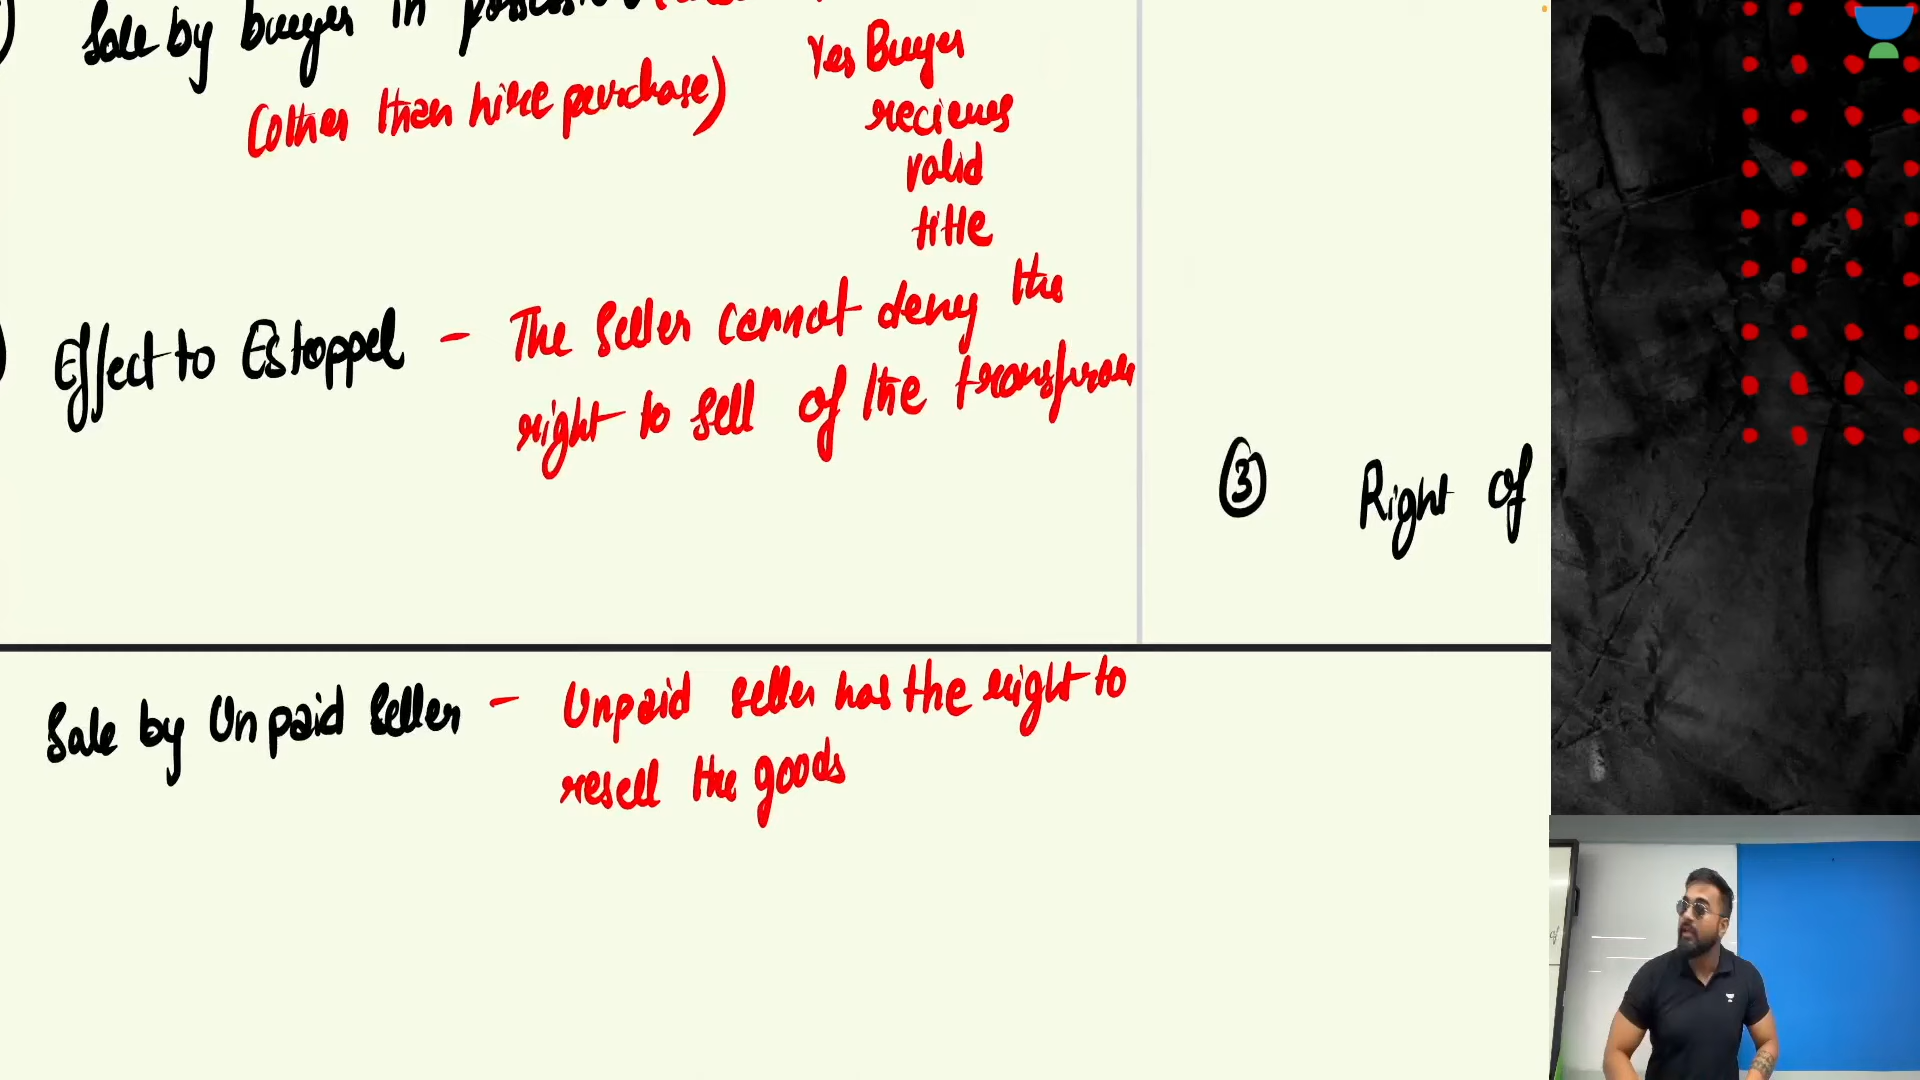 Sale by buyer in
(other than hire purchase)
Yes Buyer
recieves
valid
title
Effect to Estoppel - The Seller cannot deny the
right to sell of the
③ Right of
Sale by Unpaid Seller - Unpaid seller has the right to
resell the goods